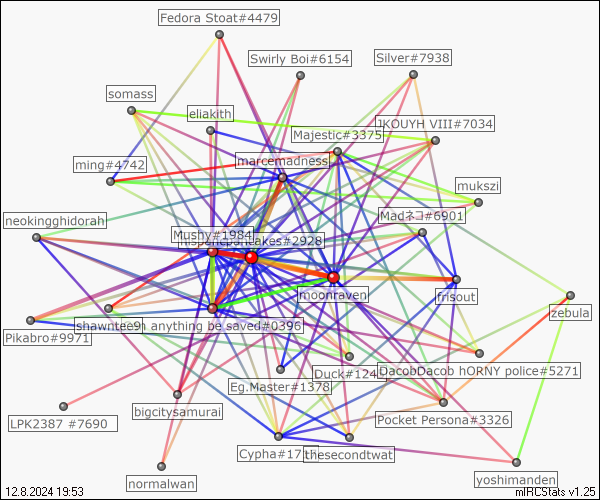 Fedora Stoat#4479
Swirly Boi#6154
Silver#7938
somass
eliakith
JKOUYH VIII#7034
Majestic#3375
marcemadness
ming#4742
mukszi
Madネコ#6901
neokingghidorah
Mushy#1984
pancakes#2928
moonraven
frisout
zebula
shawntee9
anything be saved#0396
Pikabro#9971
DacobDacob hORNY police#5271
Duck#124
Eg.Master#1378
bigcitysamurai
LPK2387 #7690
Pocket Persona#3326
Cypha#17
thesecondtwat
normalwan
yoshimanden
12.8.2024 19:53
mIRCStats v1.25